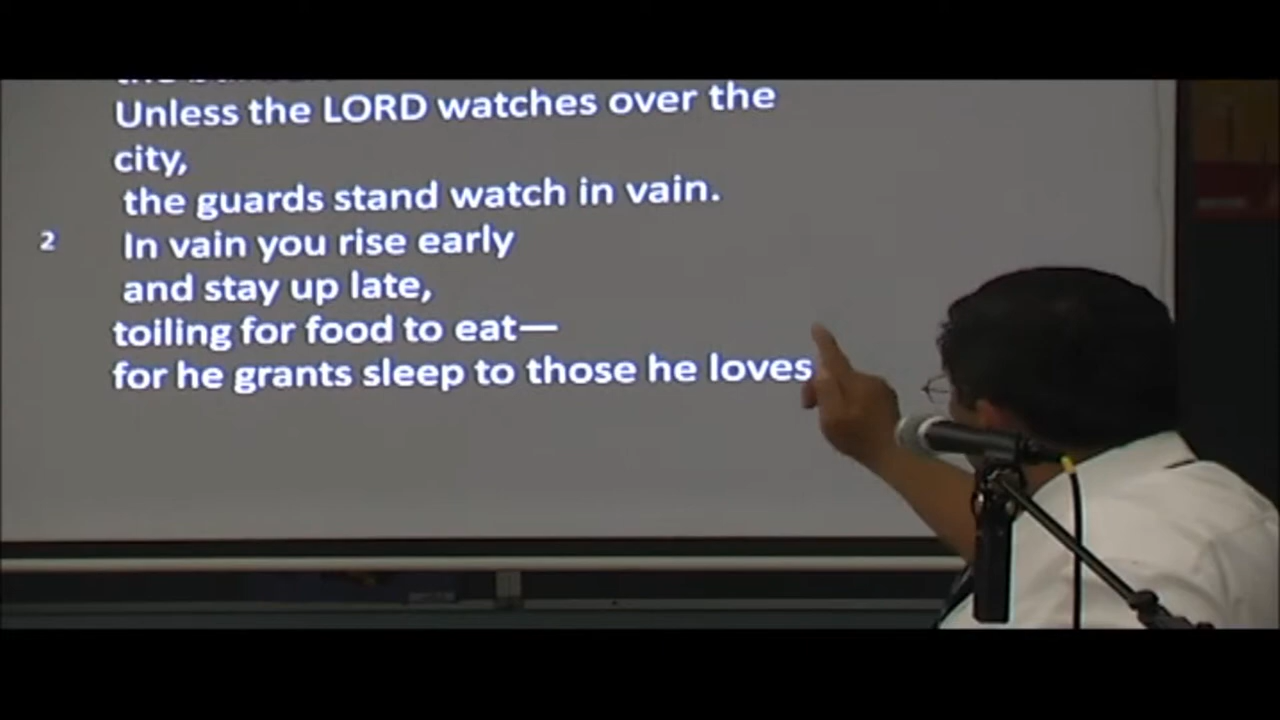 Unless the LORD watches over the
city,
the guards stand watch in vain.
2 In vain you rise early
and stay up late,
toiling for food to eat—
for he grants sleep to those he loves